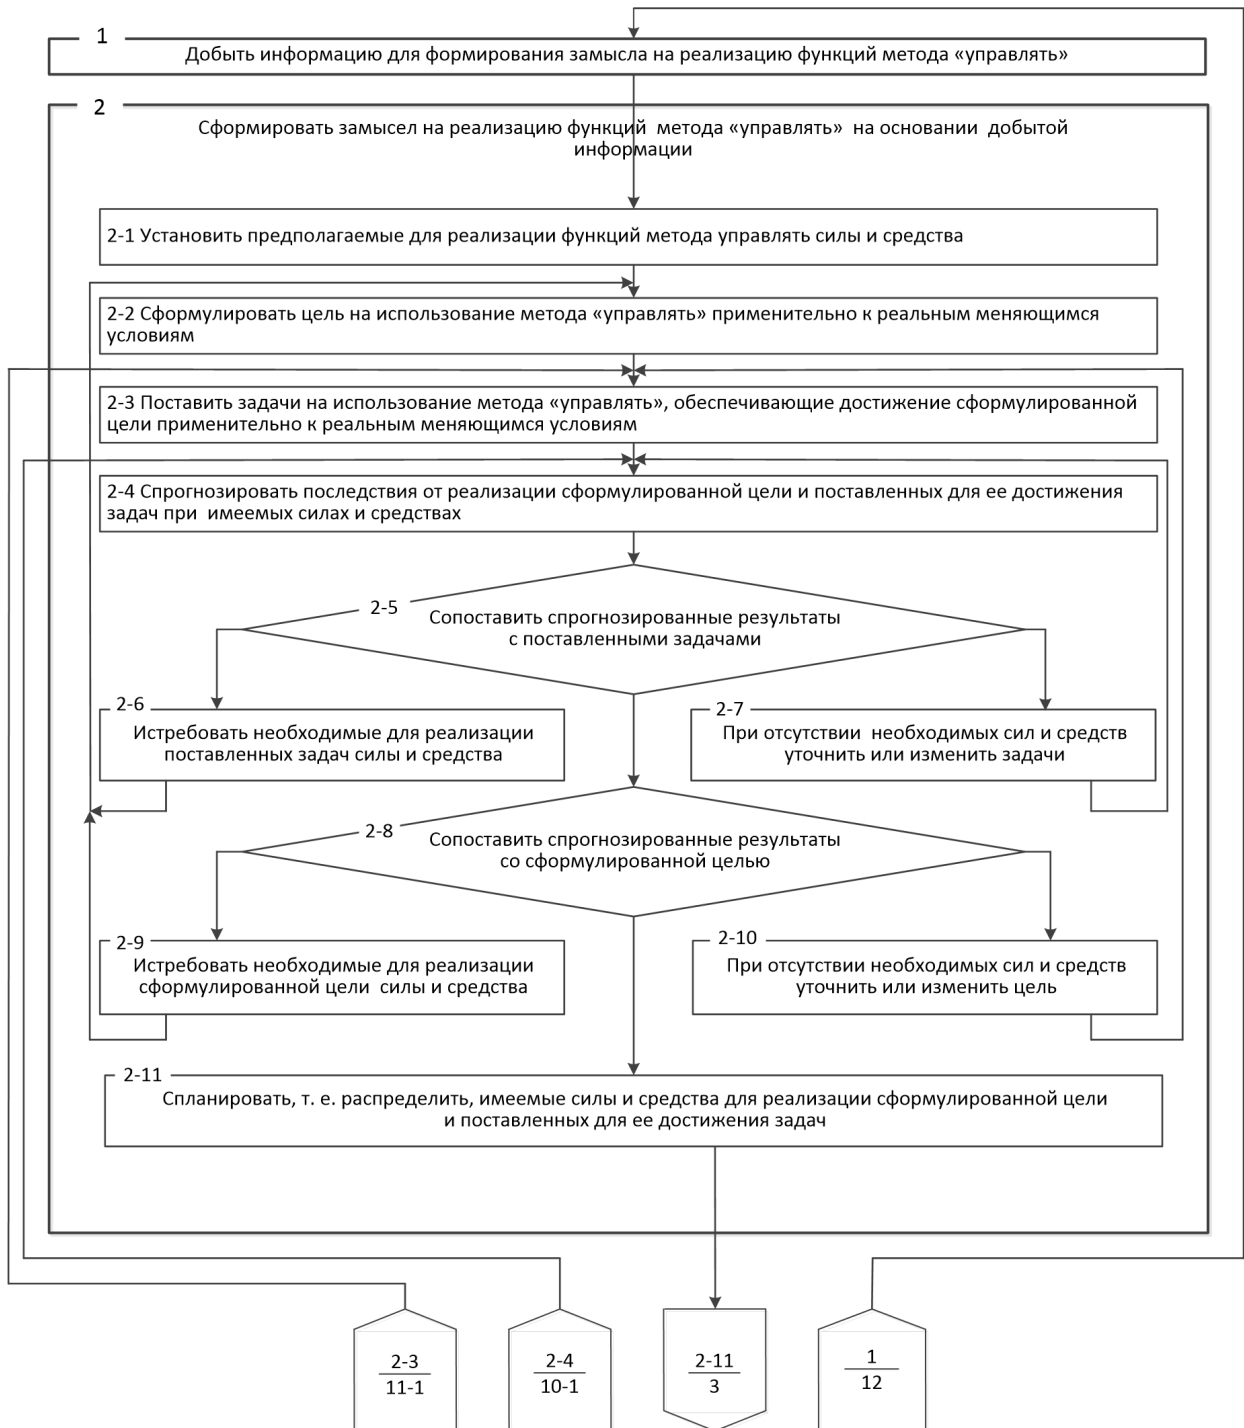 1
Добыть информацию для формирования замысла на реализацию функций метода «управлять»
2
Сформировать замысел на реализацию функций метода «управлять» на основании добытой
информации
2-1 Установить предполагаемые для реализации функций метода управлять силы и средства
2-2 Сформулировать цель на использование метода «управлять» применительно к реальным меняющимся
условиям
2-3 Поставить задачи на использование метода «управлять», обеспечивающие достижение сформулированной
цели применительно к реальным меняющимся условиям
2-4 Спрогнозировать последствия от реализации сформулированной цели и поставленных для ее достижения
задач при имеемых силах и средствах
2-5
Сопоставить спрогнозированные результаты
с поставленными задачами
2-6
Истребовать необходимые для реализации
поставленных задач силы и средства
2-7
При отсутствии необходимых сил и средств
уточнить или изменить задачи
2-8
Сопоставить спрогнозированные результаты
со сформулированной целью
2-9
Истребовать необходимые для реализации
сформулированной цели силы и средства
2-10
При отсутствии необходимых сил и средств
уточнить или изменить цель
2-11
Спланировать, т. е. распределить, имеемые силы и средства для реализации сформулированной цели
и поставленных для ее достижения задач
2-3
11-1
2-4
10-1
2-11
3
1
12